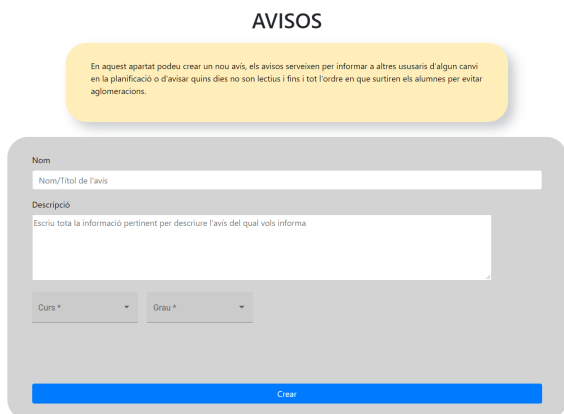 AVISOS
En aquest apartat podeu crear un nou avís, els avisos serveixen per informar a altres ususaris d'algun canvi
en la planificació o d'avisar quins dies no son lectius i fins i tot l'ordre en que surtiren els alumnes per evitar
aglomeracions.
Nom
Nom/Títol de l'avís
Descripció
Escriu tota la informació pertinent per descriure l'avís del qual vols informa
Curs * Grau *
Crear